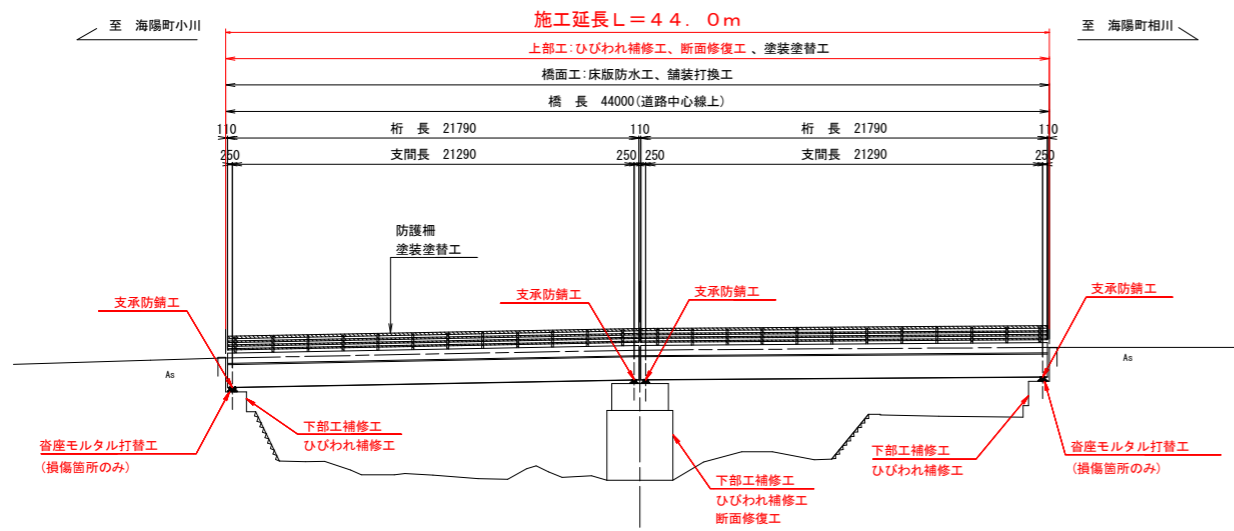 施工延長L=44.0m
至 海陽町小川
至 海陽町相川
上部工:ひびわれ補修工、断面修復工、塗装塗替工
橋面工:床版防水工、舗装打換工
橋 長 44000(道路中心線上)
110
桁 長 21790
110
桁 長 21790
110
250
支間長 21290
250
250
支間長 21290
250
防護柵
塗装塗替工
支承防錆工
支承防錆工
支承防錆工
支承防錆工
As
As
沓座モルタル打替工
(損傷箇所のみ)
下部工補修工
ひびわれ補修工
下部工補修工
ひびわれ補修工
断面修復工
下部工補修工
ひびわれ補修工
沓座モルタル打替工
(損傷箇所のみ)